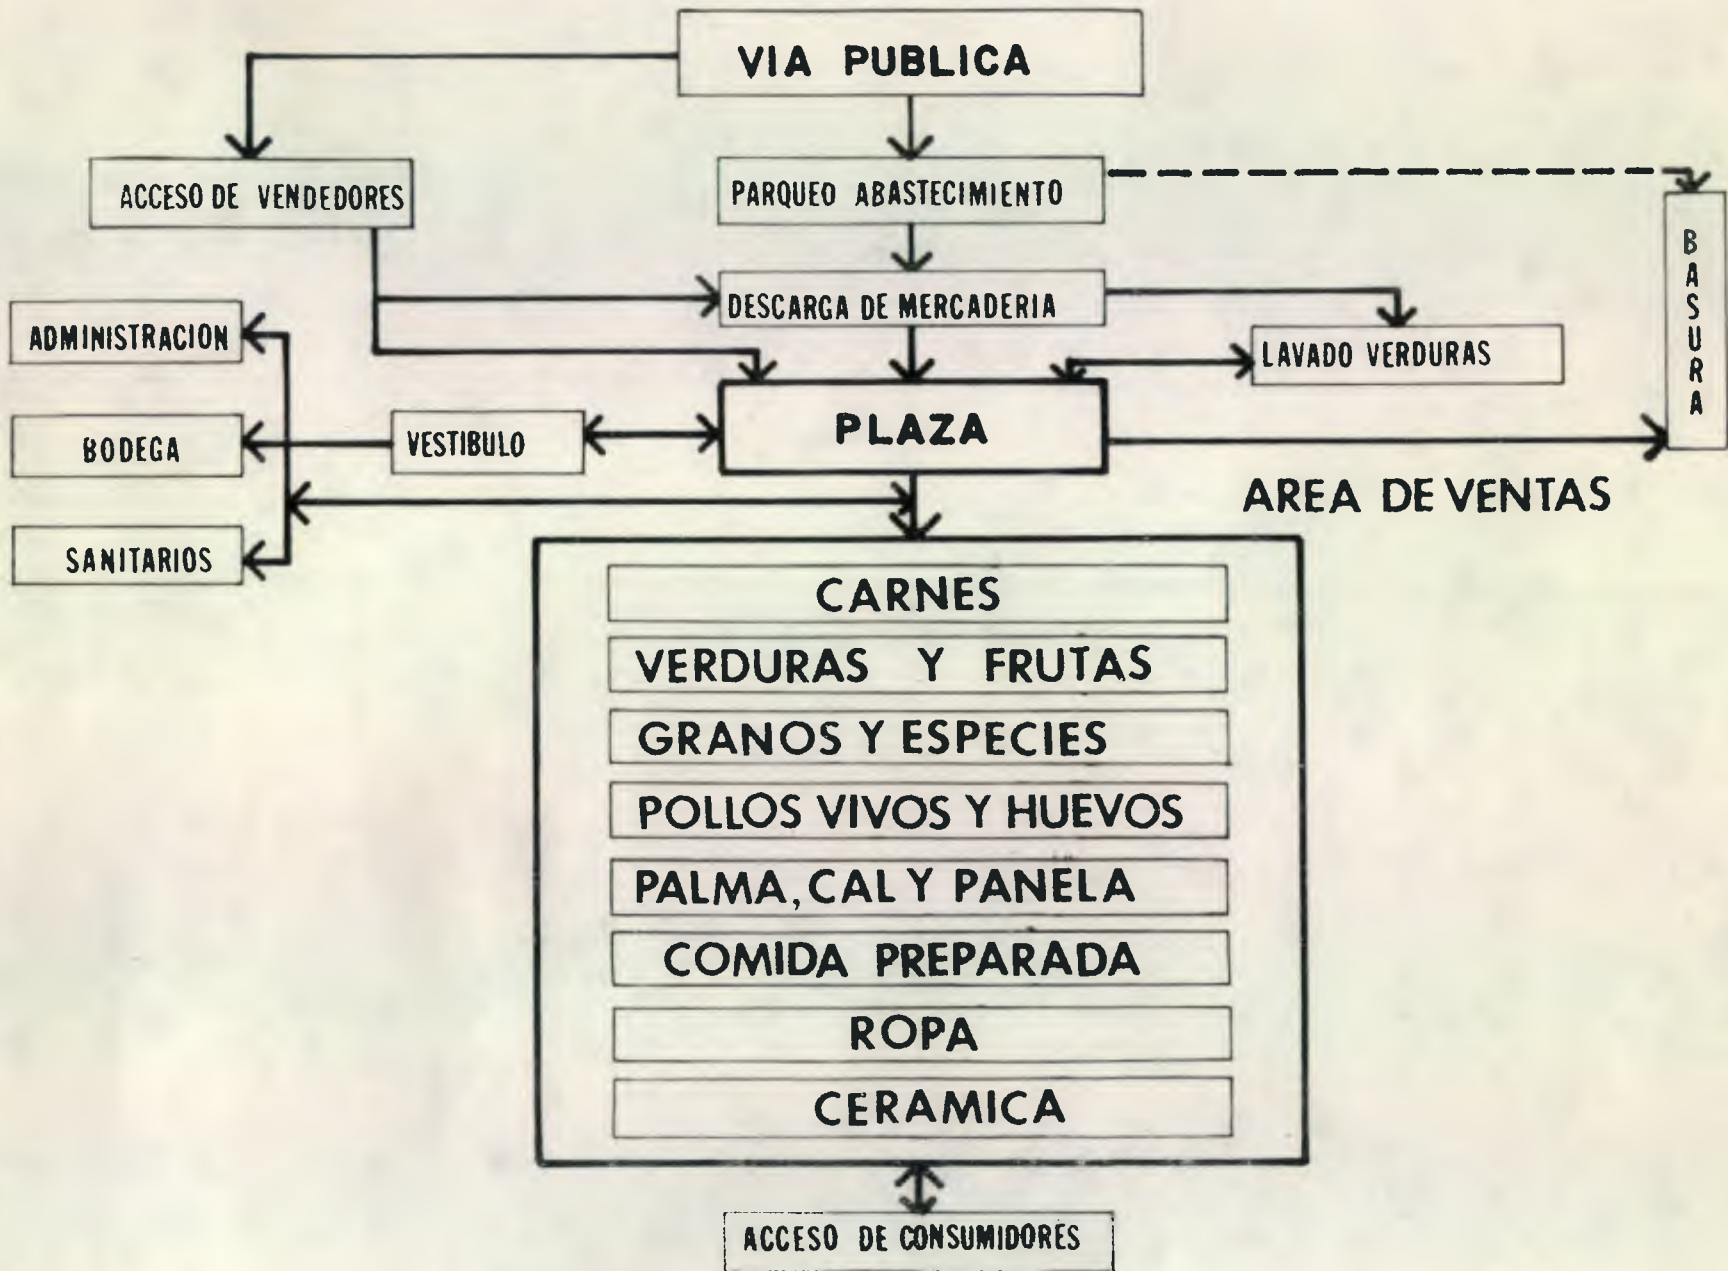 VIA PUBLICA
ACCESO DE VENDEDORES
PARQUEO ABASTECIMIENTO
BASURA
DESCARGA DE MERCADERIA
ADMINISTRACION
LAVADO VERDURAS
PLAZA
BODEGA
VESTIBULO
AREA DE VENTAS
SANITARIOS
CARNES
VERDURAS Y FRUTAS
GRANOS Y ESPECIES
POLLOS VIVOS Y HUEVOS
PALMA, CAL Y PANELA
COMIDA PREPARADA
ROPA
CERAMICA
ACCESO DE CONSUMIDORES